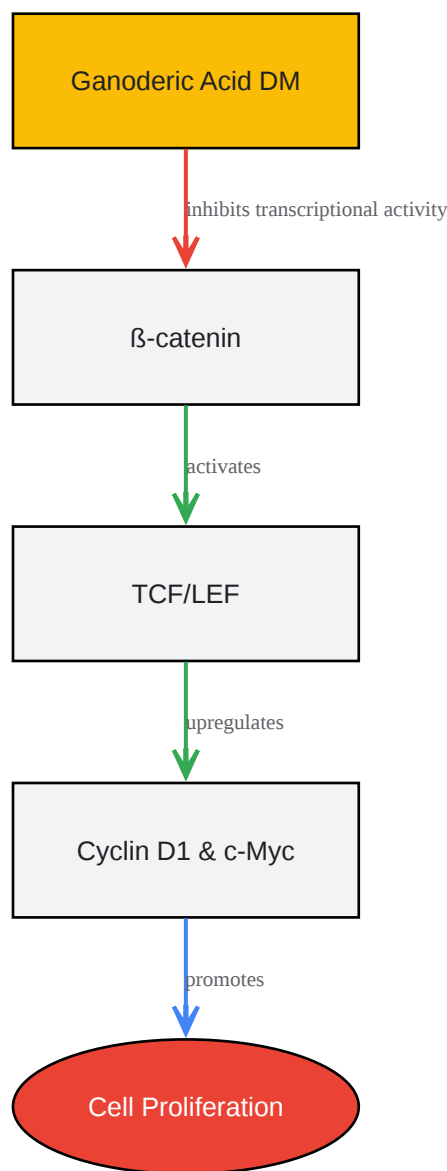 Ganoderic Acid DM
inhibits transcriptional activity
ß-catenin
activates
TCF/LEF
upregulates
Cyclin D1 & c-Myc
promotes
Cell Proliferation